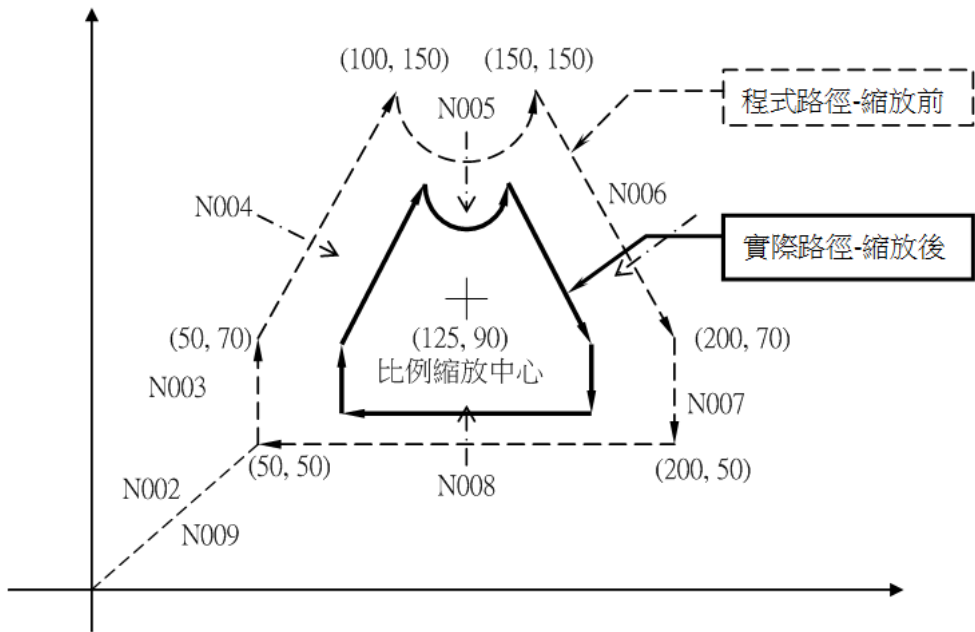 (100, 150)
(150, 150)
程式路徑-縮放前
N005
N006
N004
實際路徑-縮放後
(50, 70)
(125, 90)
(200, 70)
比例縮放中心
N003
N007
(50, 50)
(200, 50)
N008
N002
N009